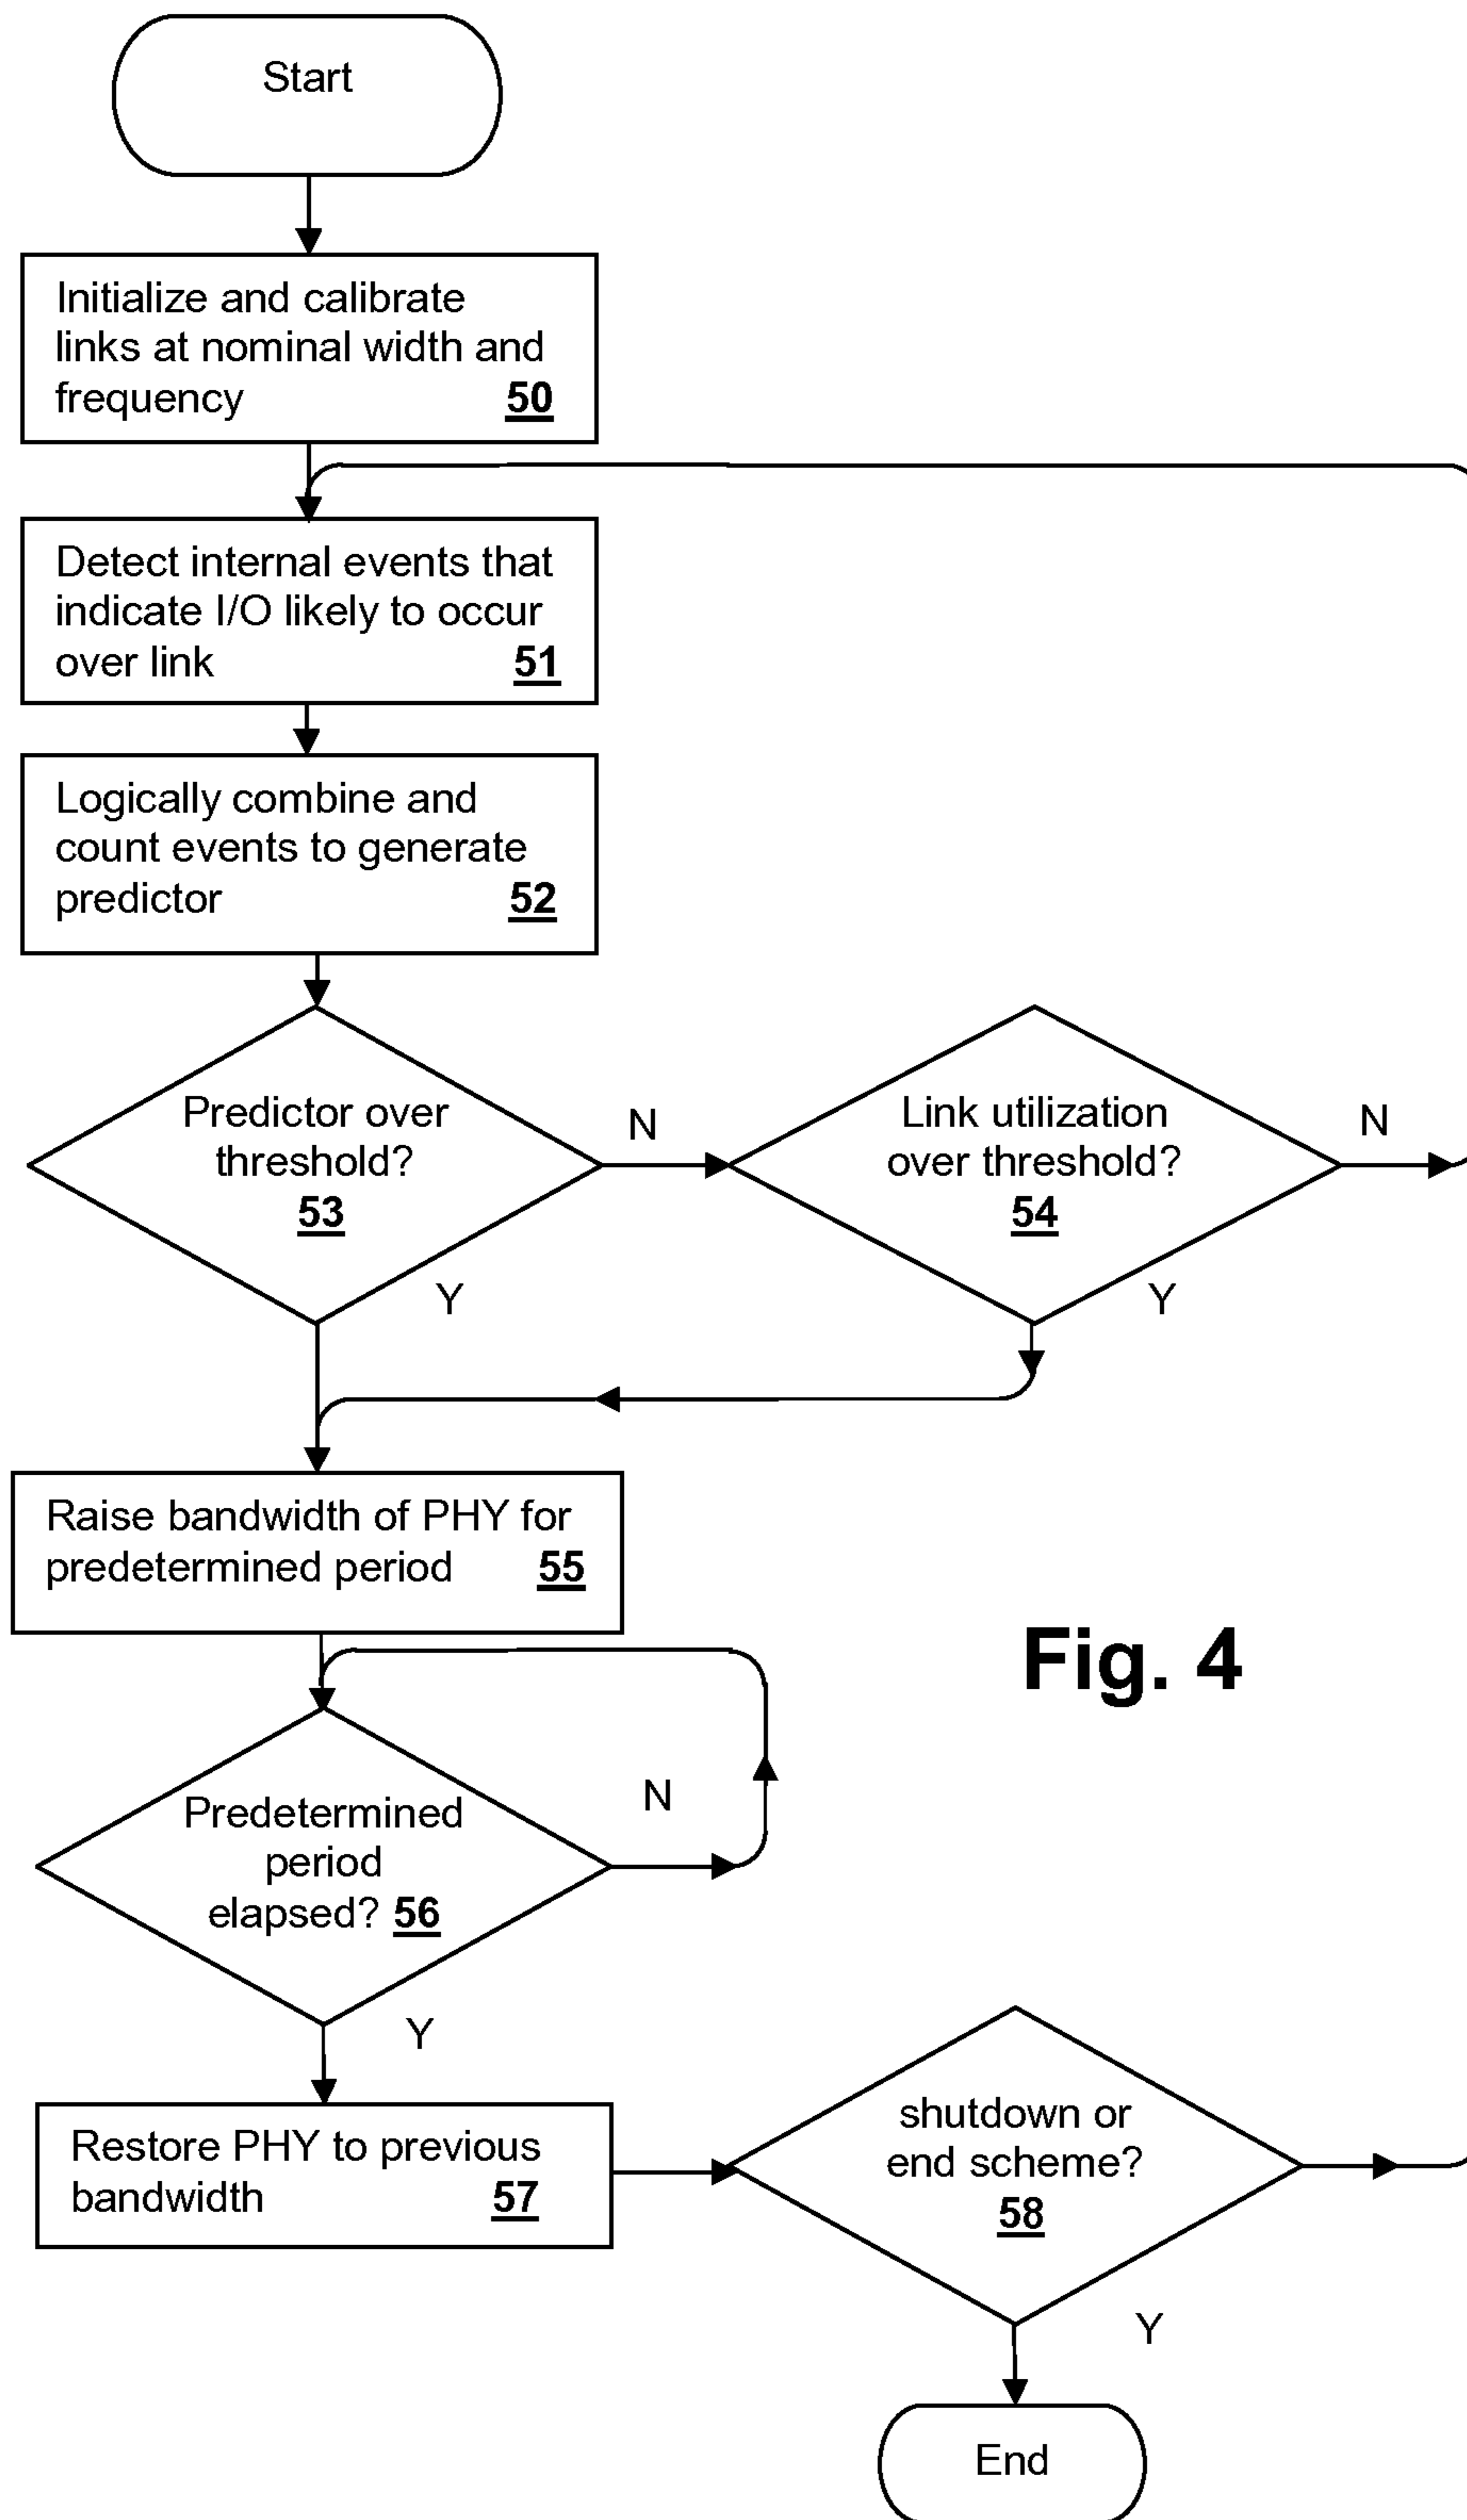 Start
Initialize and calibrate
links at nominal width and
frequency 50
Detect internal events that
indicate I/O likely to occur
over link 51
Logically combine and
count events to generate
predictor 52
Predictor over
threshold?
53
N
Y
Link utilization
over threshold?
54
N
Y
Raise bandwidth of PHY for
predetermined period 55
Fig. 4
Predetermined
period
elapsed? 56
N
Y
Restore PHY to previous
bandwidth 57
shutdown or
end scheme?
58
Y
End